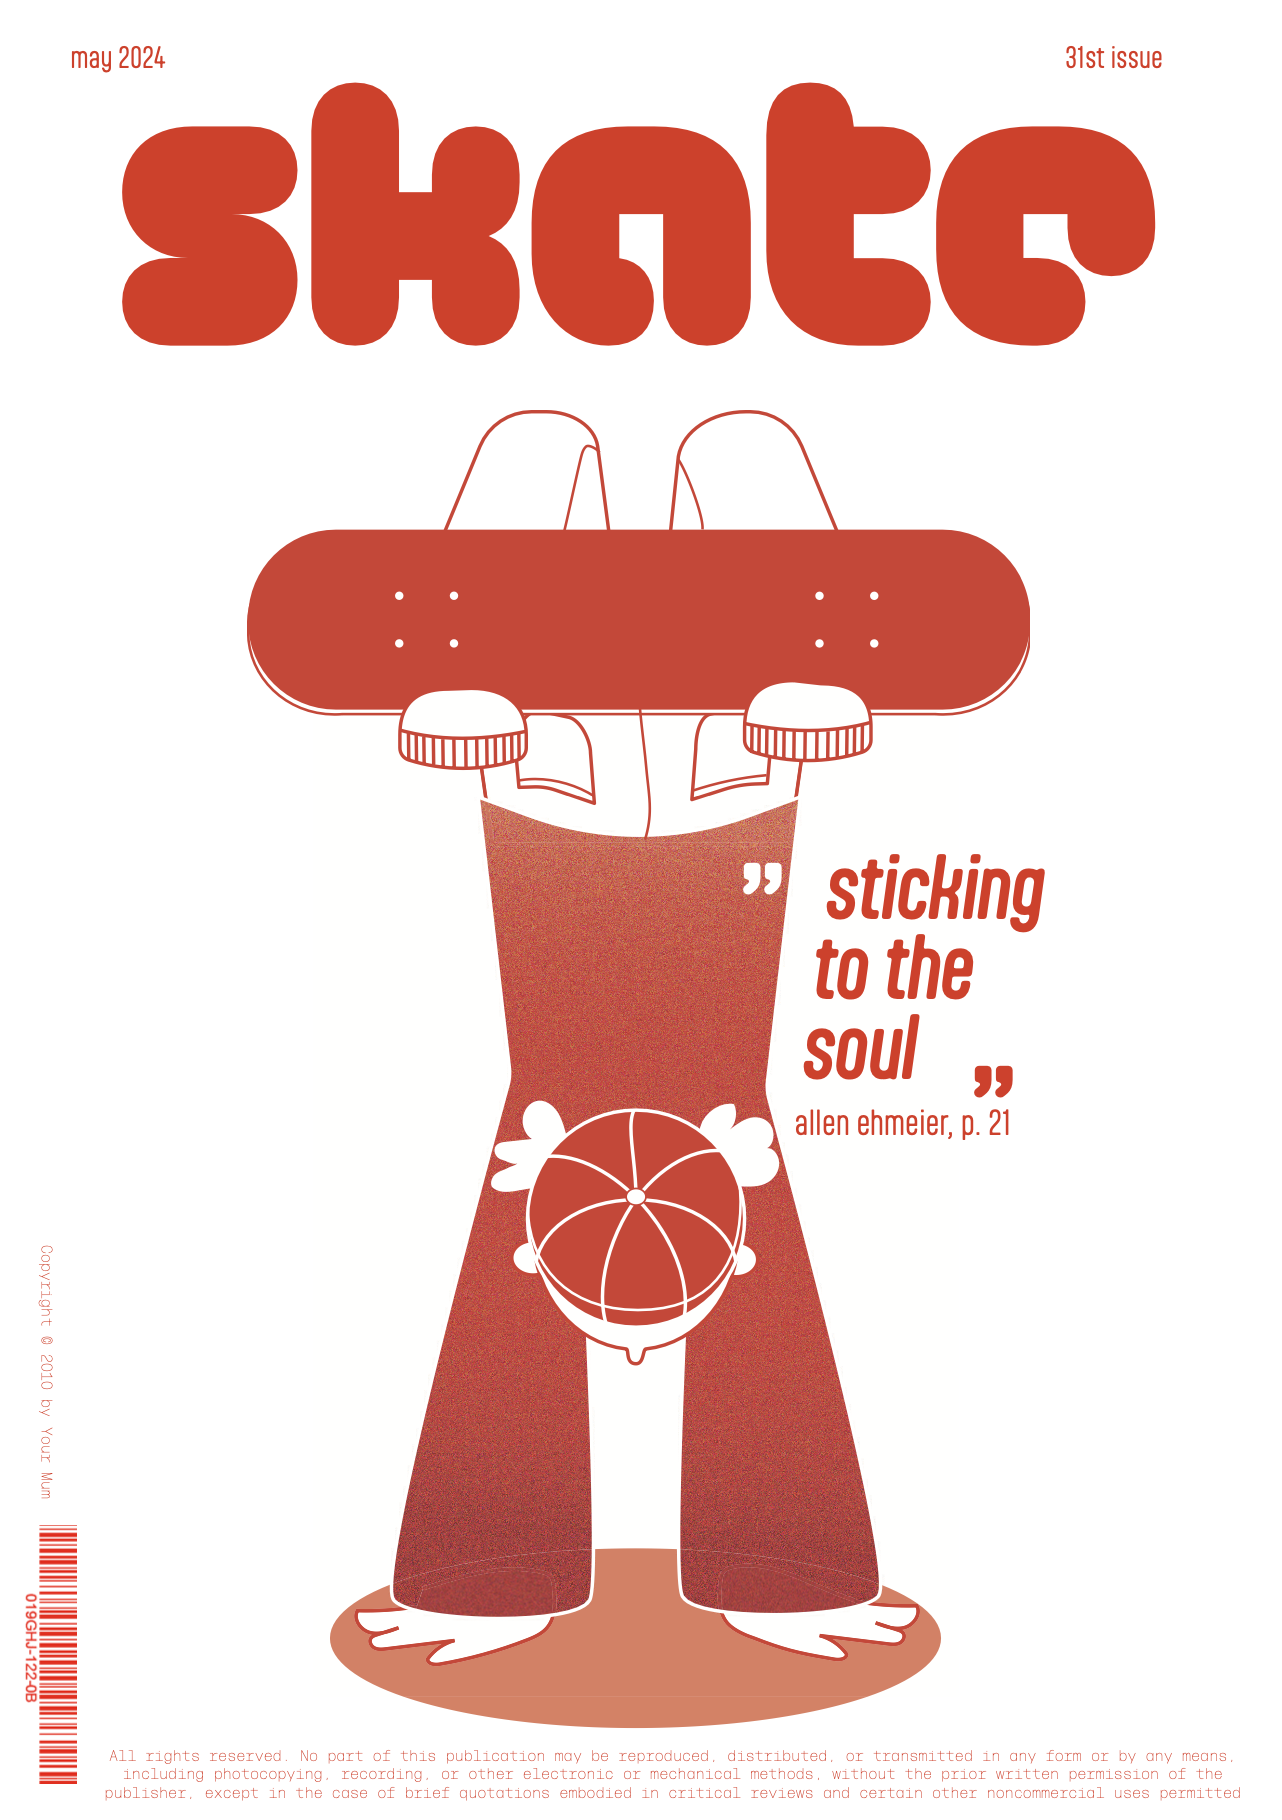 may 2024
31st issue
skate
”sticking
to the
soul”
allen ehmeier, p. 21
Copyright © 2010 by Your Mum
019GHJ-122-0B
All rights reserved. No part of this publication may be reproduced, distributed, or transmitted in any form or by any means,
including photocopying, recording, or other electronic or mechanical methods, without the prior written permission of the
publisher, except in the case of brief quotations embodied in critical reviews and certain other noncommercial uses permitted